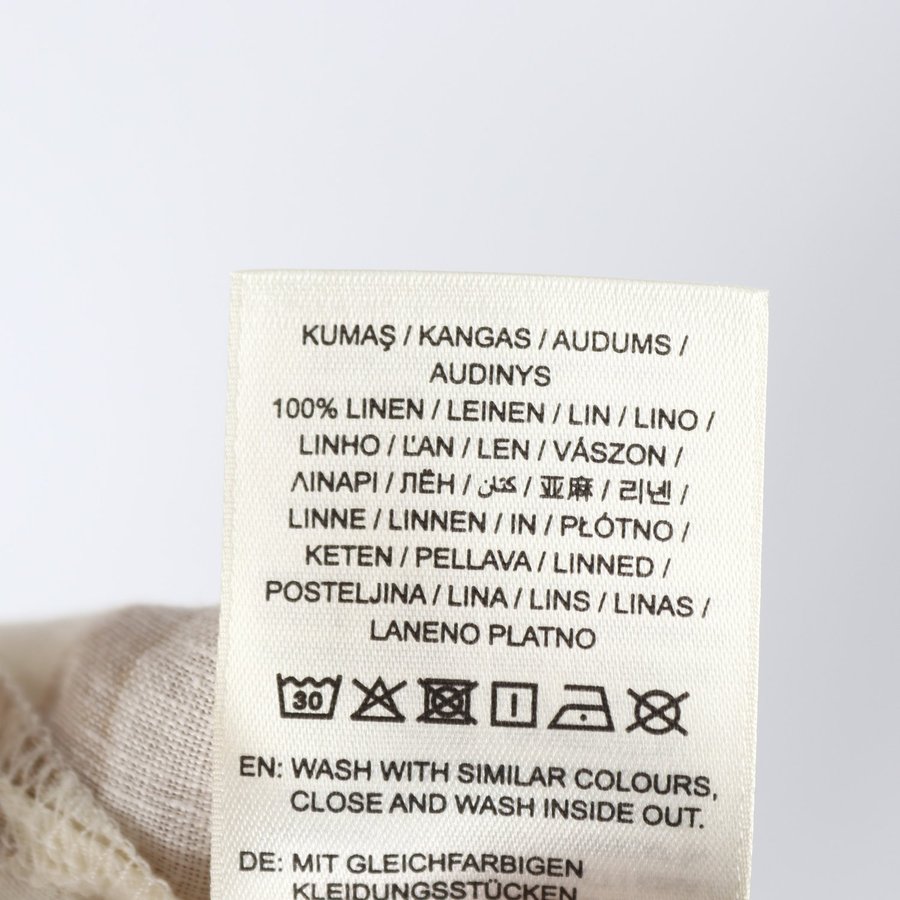 KUMAŞ / KANGAS / AUDUMS /
AUDINYS
100% LINEN / LEINEN / LIN / LINO /
LINHO / ĽAN / LEN / VÁSZON /
ΛΙΝΑΡΙ / ЛЁН / كتان / 亚麻 / 리넨 /
LINNE / LINNEN / IN / PŁÓTNO /
KETEN / PELLAVA / LINNED /
POSTELJINA / LINA / LINS / LINAS /
LANENO PLATNO
30
EN: WASH WITH SIMILAR COLOURS,
CLOSE AND WASH INSIDE OUT.
DE: MIT GLEICHFARBIGEN
KLEIDUNGSSTÜCKEN